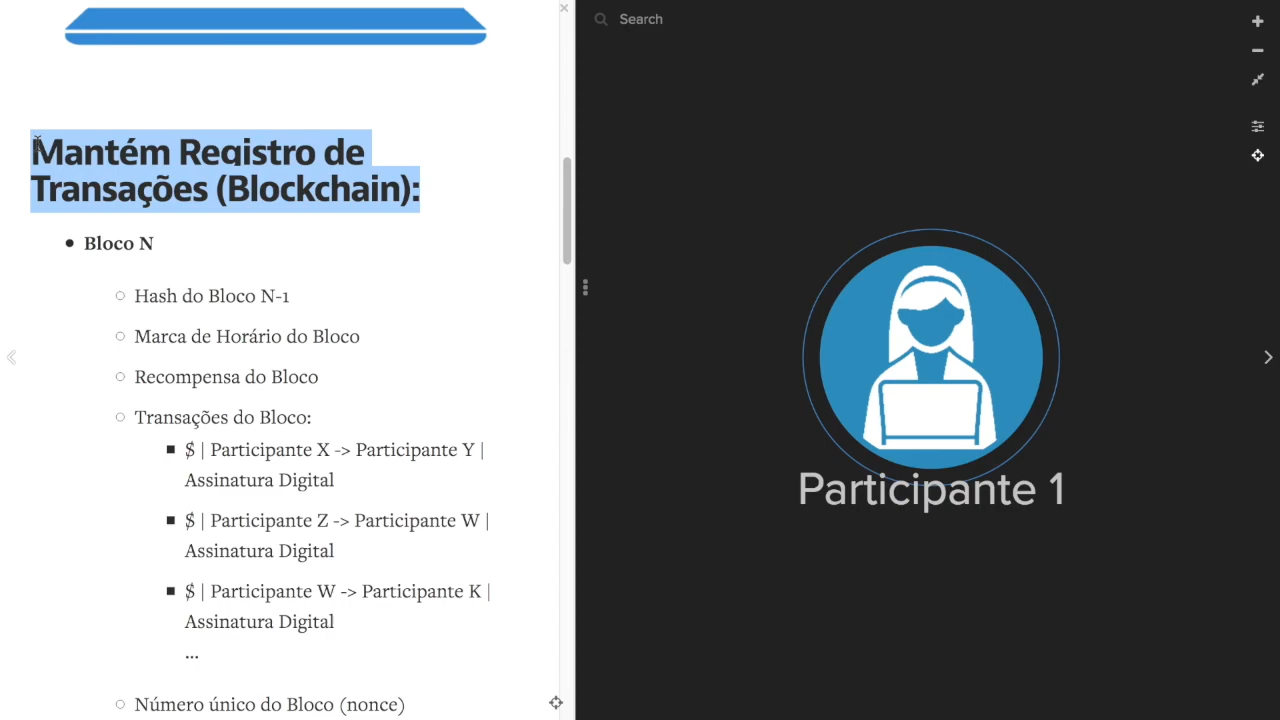 Mantém Registro de
Transações (Blockchain):
Bloco N
Hash do Bloco N-1
Marca de Horário do Bloco
Recompensa do Bloco
Transações do Bloco:
$ | Participante X -> Participante Y |
Assinatura Digital
$ | Participante Z -> Participante W |
Assinatura Digital
$ | Participante W -> Participante K |
Assinatura Digital
...
Número único do Bloco (nonce)
Search
Participante 1